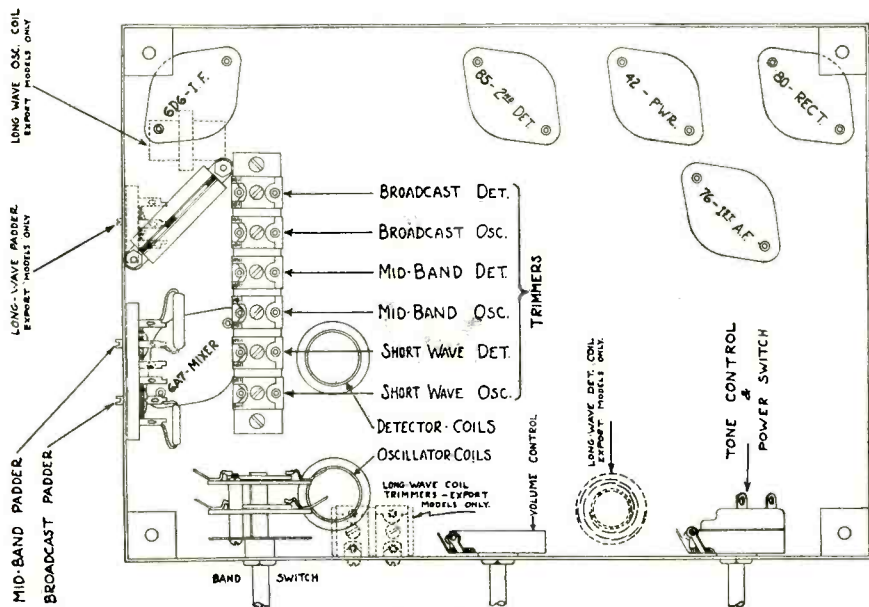 LONG WAVE OSC. COIL
EXPORT MODELS ONLY
6D6-I.F.
85-2ND DET.
42-PWR.
80-RECT.
76-1ST A.F.
LONG-WAVE PADDER
EXPORT MODELS ONLY
BROADCAST DET.
BROADCAST OSC.
MID-BAND DET.
MID-BAND OSC.
SHORT WAVE DET.
SHORT WAVE OSC.
TRIMMERS
6A7-MIXER
DETECTOR-COILS
OSCILLATOR-COILS
LONG-WAVE COIL
TRIMMERS-EXPORT
MODELS ONLY.
VOLUME CONTROL
LONG-WAVE DET. COIL
EXPORT MODELS ONLY.
TONE CONTROL
&
POWER SWITCH
MID-BAND PADDER
BROADCAST PADDER
BAND SWITCH